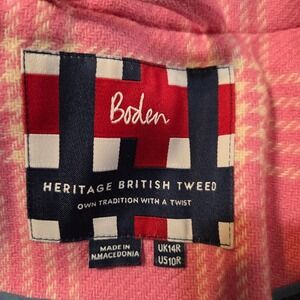 Boden
HERITAGE BRITISH TWEED
OWN TRADITION WITH A TWIST
MADE IN
N.MACEDONIA
UK14R
US10R